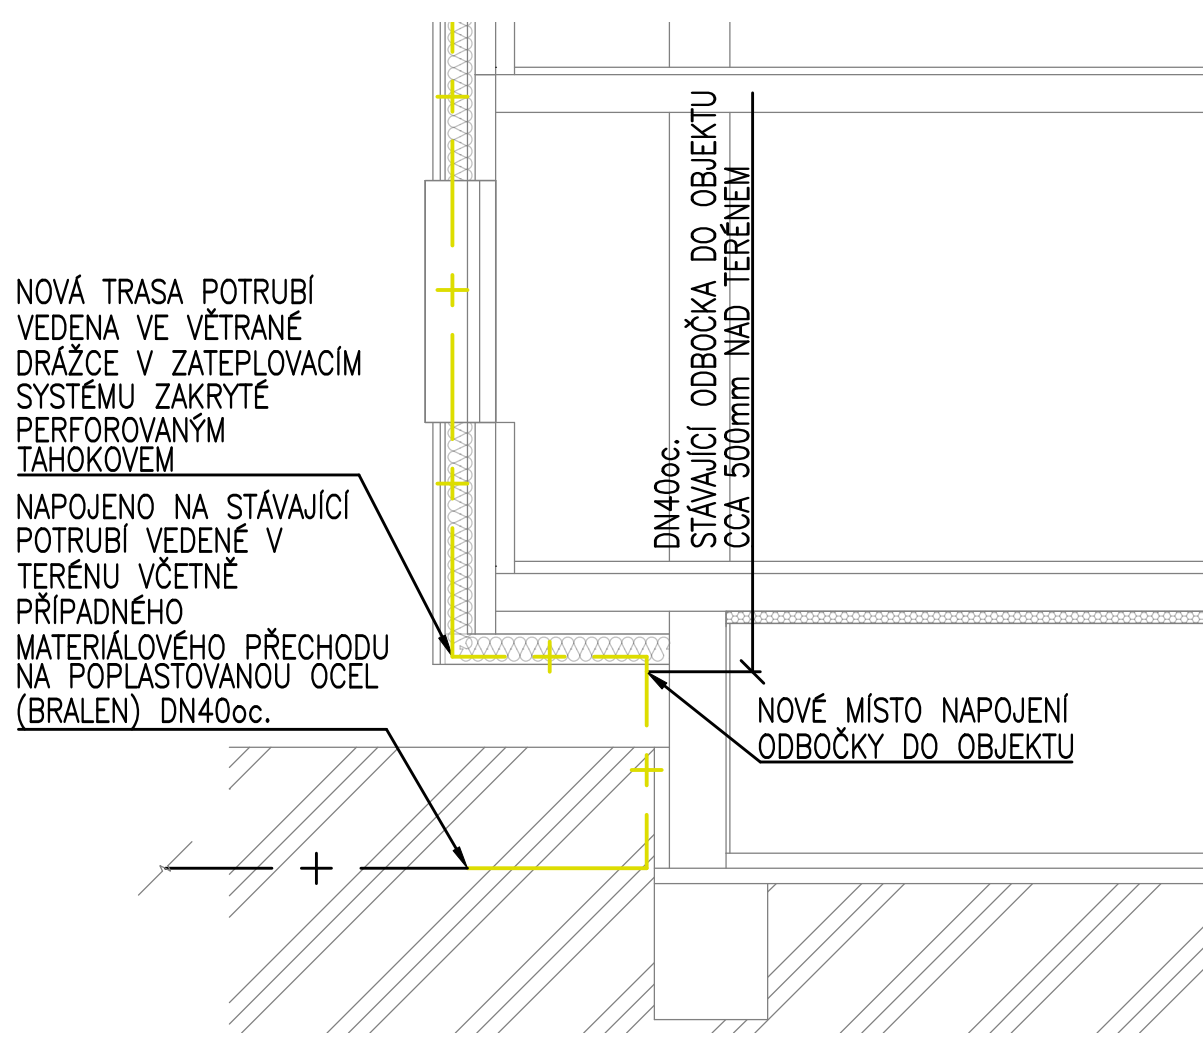 NOVÁ TRASA POTRUBÍ
VEDENA VE VĚTRANÉ
DRÁŽCE V ZATEPLOVACÍM
SYSTÉMU ZAKRYTÉ
PERFOROVANÝM
TAHOKOVEM
NAPOJENO NA STÁVAJÍCÍ
POTRUBÍ VEDENÉ V
TERÉNU VČETNĚ
PŘÍPADNÉHO
MATERIÁLOVÉHO PŘECHODU
NA POPLASTOVANOU OCEL
(BRALEN) DN40oc.
DN40oc.
STÁVAJÍCÍ ODBOČKA DO OBJEKTU
CCA 500mm NAD TERÉNEM
NOVÉ MÍSTO NAPOJENÍ
ODBOČKY DO OBJEKTU